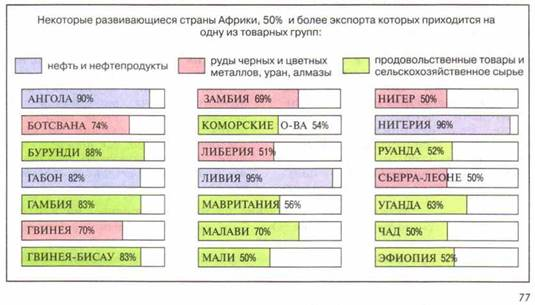 Некоторые развивающиеся страны Африки, 50% и более экспорта которых приходится на
одну из товарных групп:
нефть и нефтепродукты
руды черных и цветных
металлов, уран, алмазы
продовольственные товары и
сельскохозяйственное сырье
АНГОЛА 90%
БОТСВАНА 74%
БУРУНДИ 88%
ГАБОН 82%
ГАМБИЯ 83%
ГВИНЕЯ 70%
ГВИНЕЯ-БИСАУ 83%
ЗАМБИЯ 69%
КОМОРСКИЕ О-ВА 54%
ЛИБЕРИЯ 51%
ЛИВИЯ 95%
МАВРИТАНИЯ 56%
МАЛАВИ 70%
МАЛИ 50%
НИГЕР 50%
НИГЕРИЯ 96%
РУАНДА 52%
СЬЕРРА-ЛЕОНЕ 50%
УГАНДА 63%
ЧАД 50%
ЭФИОПИЯ 52%
77